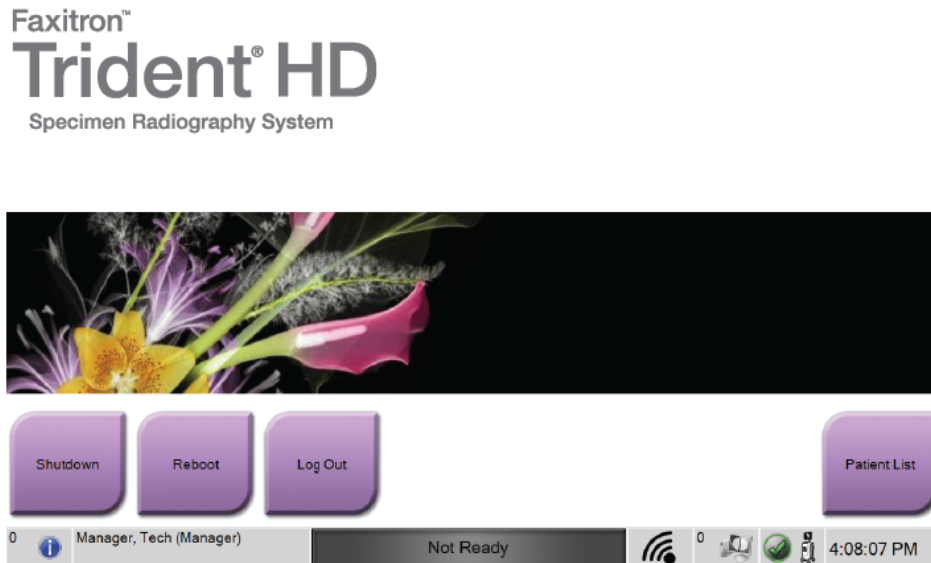 Faxitron™
Trident® HD
Specimen Radiography System
Shutdown
Reboot
Log Out
Patient List
0
Manager, Tech (Manager)
Not Ready
0
4:08:07 PM